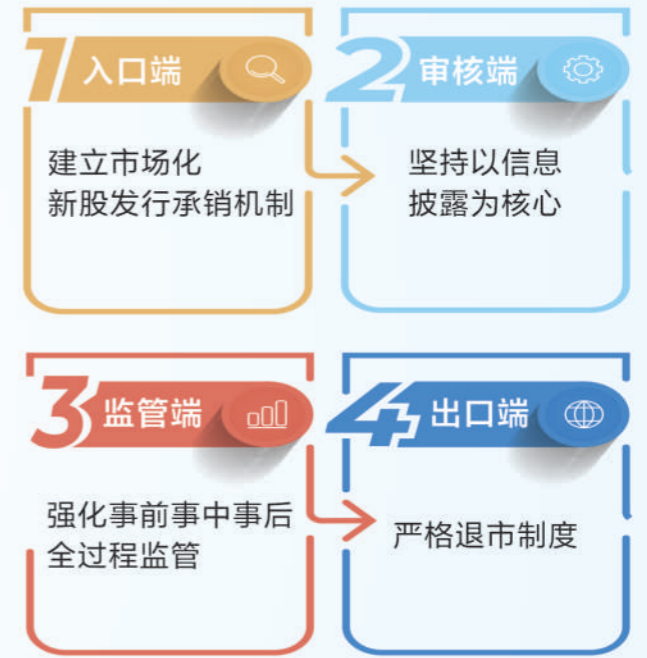 1 入口端
建立市场化
新股发行承销机制
2 审核端
坚持以信息
披露为核心
3 监管端
强化事前事中事后
全过程监管
4 出口端
严格退市制度